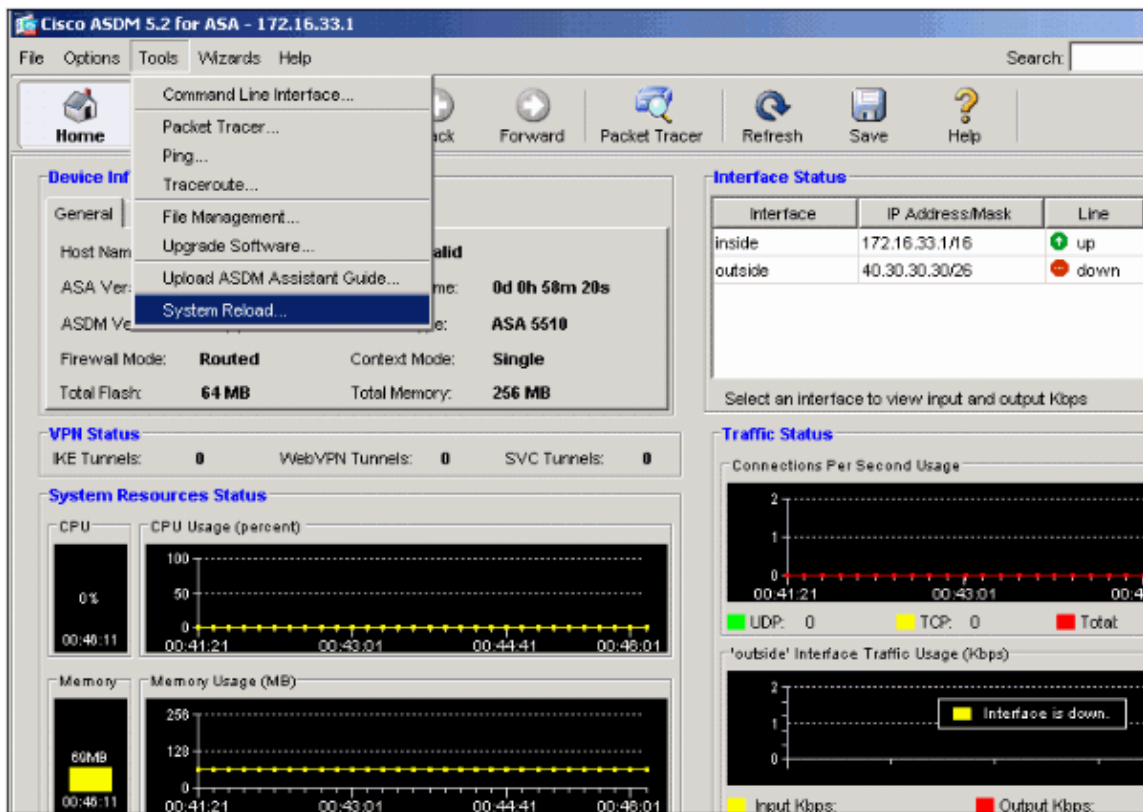 Cisco ASDM 5.2 for ASA - 172.16.33.1
File Options Tools Wizards Help Search:
Command Line Interface...
Packet Tracer...
Ping...
Traceroute...
File Management...
Upgrade Software...
Upload ASDM Assistant Guide...
System Reload...
Home Forward Packet Tracer Refresh Save Help
Device Inf
General
Host Nam alid
ASA Ver me: 0d 0h 58m 20s
ASDM Ve e: ASA 5510
Firewall Mode: Routed Context Mode: Single
Total Flash: 64 MB Total Memory: 256 MB
Interface Status
Interface IP Address/Mask Line
inside 172.16.33.1/16 up
outside 40.30.30.30/26 down
Select an interface to view input and output Kbps
VPN Status
IKE Tunnels: 0 WebVPN Tunnels: 0 SVC Tunnels: 0
System Resources Status
CPU
0%
00:46:11
CPU Usage (percent)
100
50
0
00:41:21 00:43:01 00:44:41 00:46:01
Memory
69MB
00:46:11
Memory Usage (MB)
256
128
0
00:41:21 00:43:01 00:44:41 00:46:01
Traffic Status
Connections Per Second Usage
2
1
0
00:41:21 00:43:01 00:4
UDP: 0 TCP: 0 Total:
'outside' Interface Traffic Usage (Kbps)
2
1
0
Interface is down.
Input Kbps: Output Kbps: